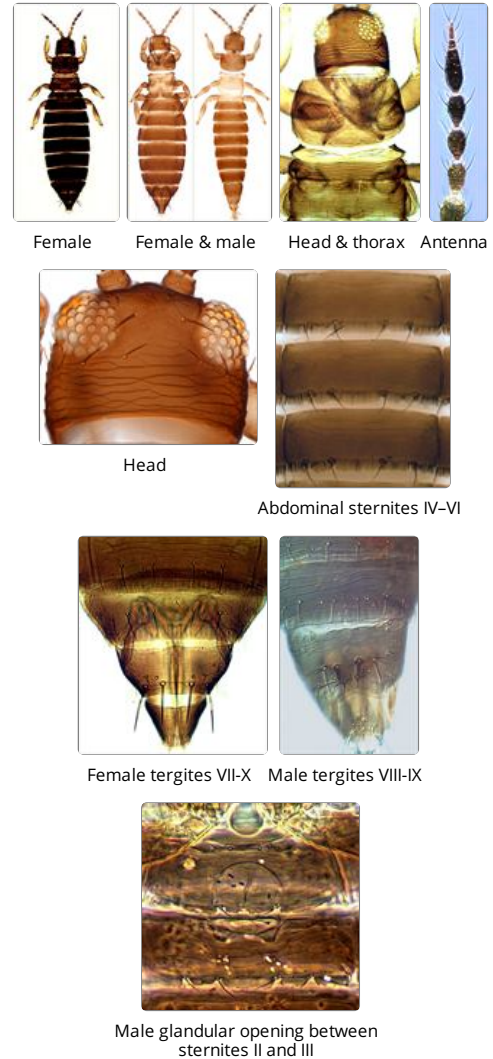 Female
Female & male
Head & thorax
Antenna
Head
Abdominal sternites IV–VI
Female tergites VII-X
Male tergites VIII-IX
Male glandular opening between
sternites II and III